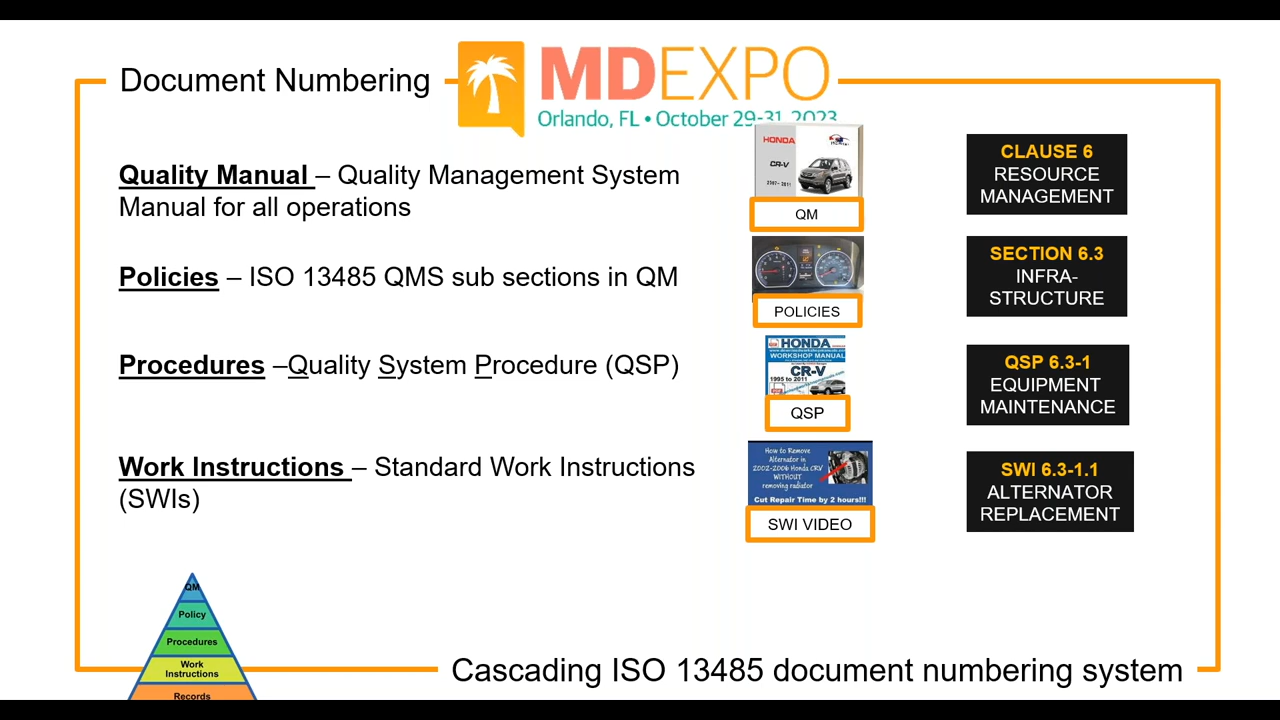 Document Numbering
MDEXPO
Orlando, FL • October 29-31, 2023
Quality Manual – Quality Management System
Manual for all operations
HONDA
CR-V
QM
CLAUSE 6
RESOURCE
MANAGEMENT
Policies – ISO 13485 QMS sub sections in QM
POLICIES
SECTION 6.3
INFRA-
STRUCTURE
Procedures –Quality System Procedure (QSP)
HONDA
WORKSHOP MANUAL
CR-V
1995 to 2011
QSP
QSP 6.3-1
EQUIPMENT
MAINTENANCE
Work Instructions – Standard Work Instructions
(SWIs)
How to Remove
Alternator in
2002-2006 Honda CRV
WITHOUT
removing radiator
Cut Repair Time by 2 hours!!!
SWI VIDEO
SWI 6.3-1.1
ALTERNATOR
REPLACEMENT
QM
Policy
Procedures
Work
Instructions
Records
Cascading ISO 13485 document numbering system